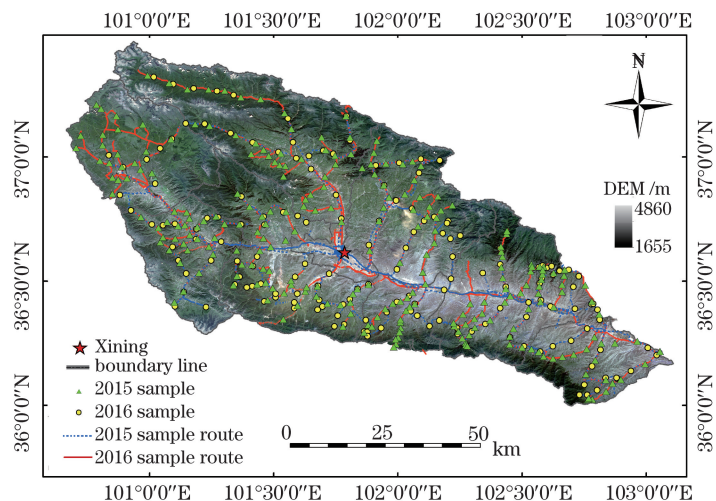 101°0′0″E 101°30′0″E 102°0′0″E 102°30′0″E 103°0′0″E
N
37°0′0″N
36°30′0″N
36°0′0″N
DEM /m
4860
1655
37°0′0″N
36°30′0″N
36°0′0″N
Xining
boundary line
2015 sample
2016 sample
2015 sample route
2016 sample route
0 25 50
km
101°0′0″E 101°30′0″E 102°0′0″E 102°30′0″E 103°0′0″E